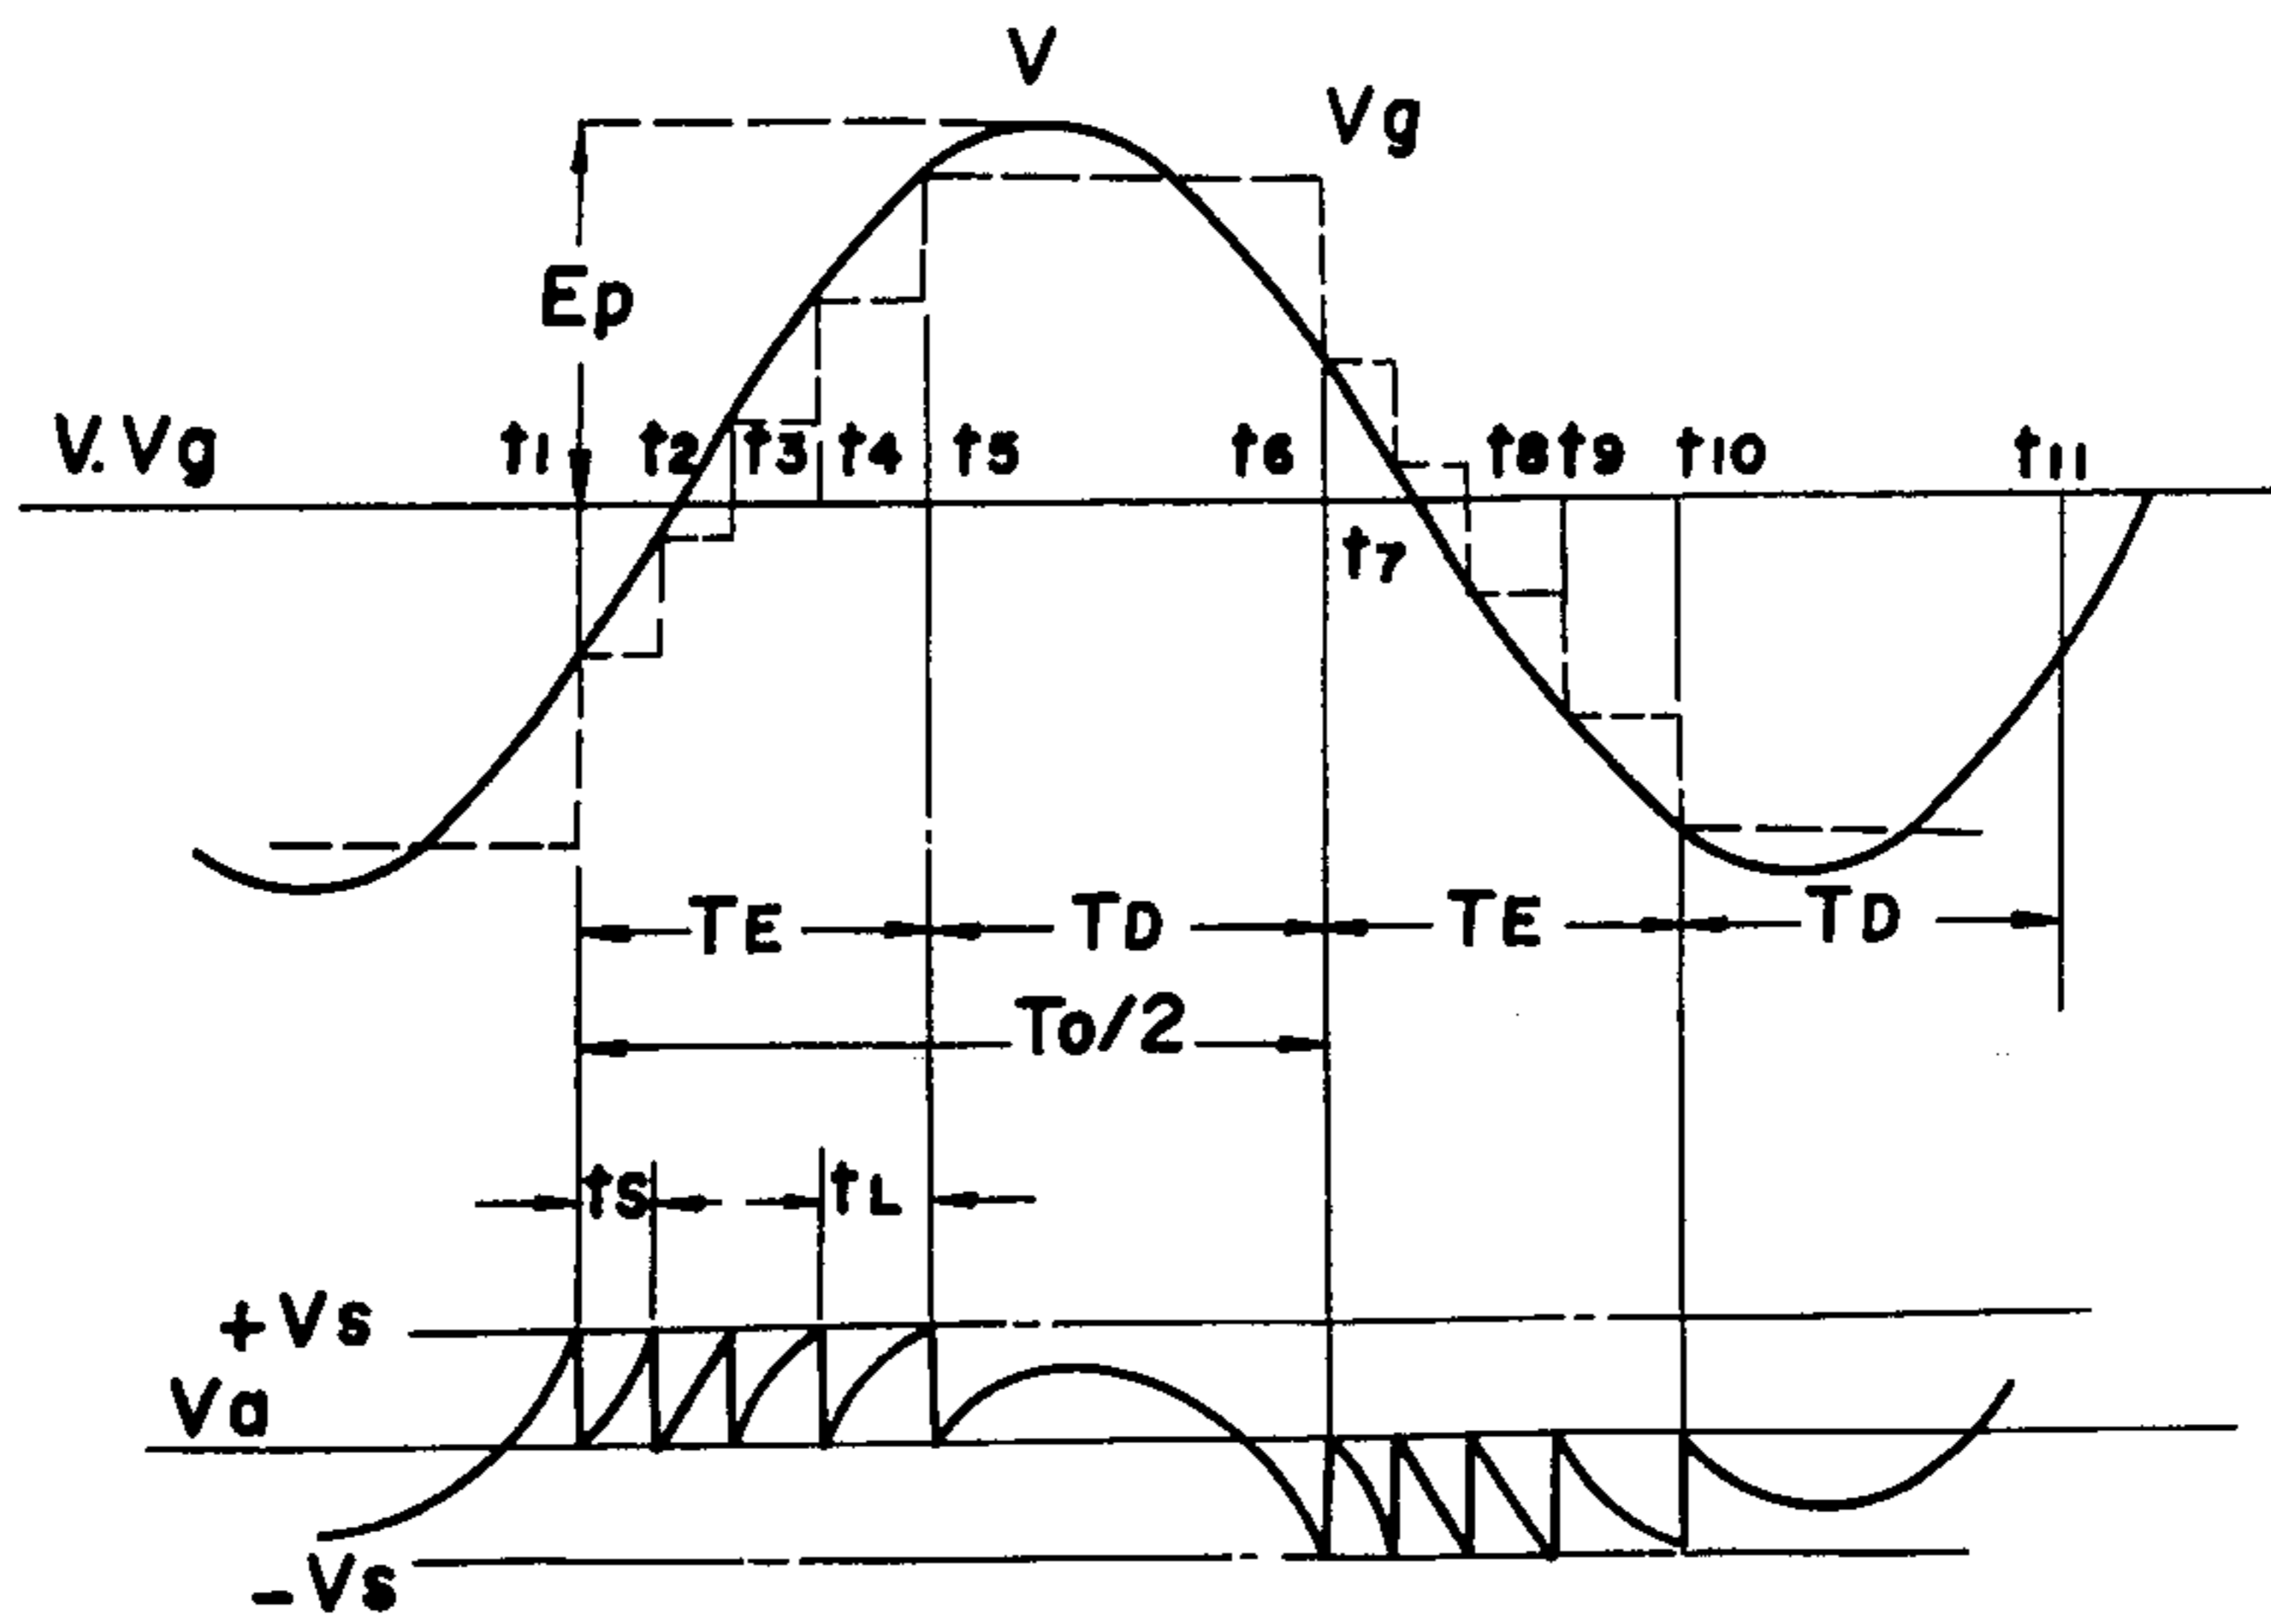 V
Vg
Ep
V.Vg
t1 t2 t3 t4 t5 t6 t8 t9 t10 t11
t7
TE TD TE TD
To/2
tS tL
+Vs
Va
-Vs